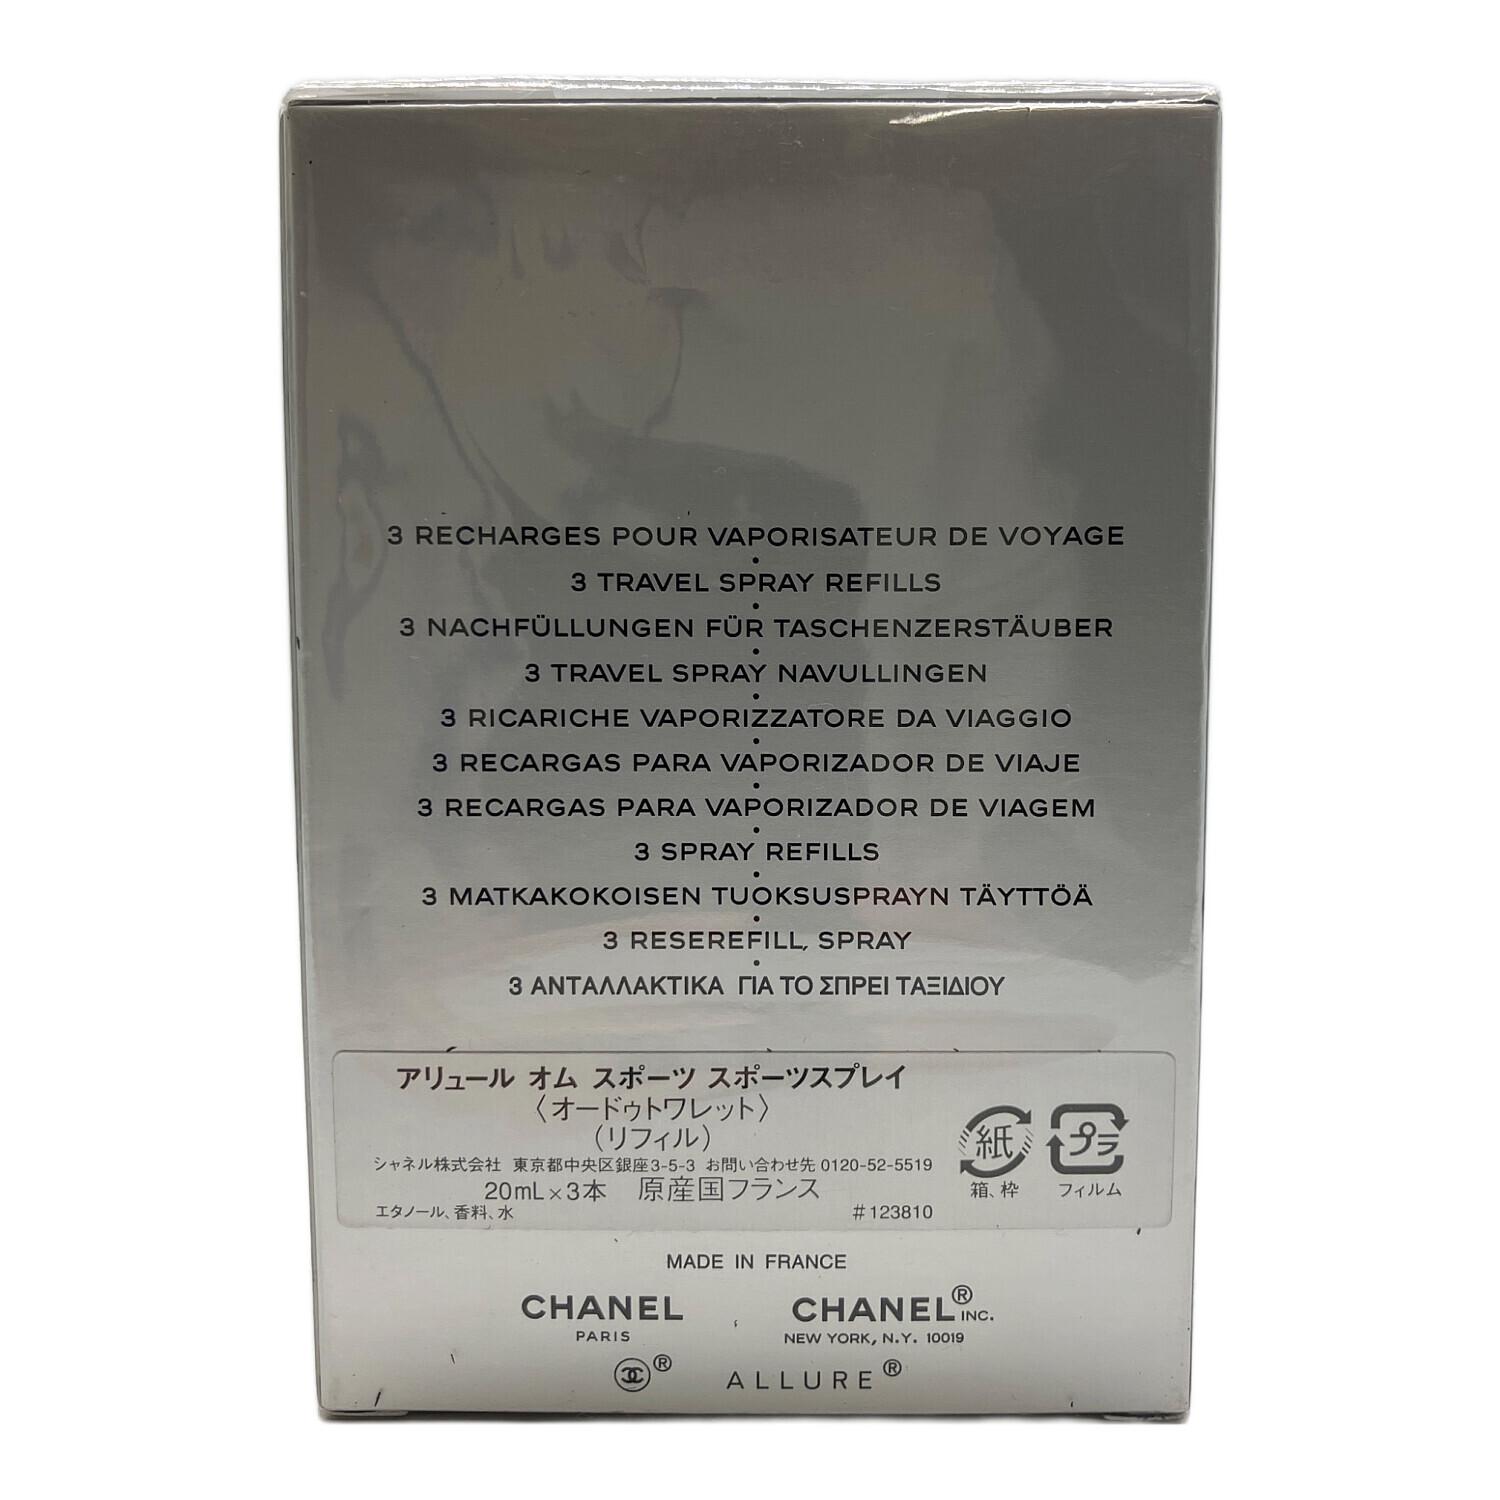 3 RECHARGES POUR VAPORISATEUR DE VOYAGE
•
3 TRAVEL SPRAY REFILLS
•
3 NACHFÜLLUNGEN FÜR TASCHENZERSTÄUBER
•
3 TRAVEL SPRAY NAVULLINGEN
•
3 RICARICHE VAPORIZZATORE DA VIAGGIO
•
3 RECARGAS PARA VAPORIZADOR DE VIAJE
•
3 RECARGAS PARA VAPORIZADOR DE VIAGEM
•
3 SPRAY REFILLS
•
3 MATKAKOKOISEN TUOKSUSPRAYN TÄYTTÖÄ
•
3 RESEREFILL, SPRAY
•
3 ΑΝΤΑΛΛΑΚΤΙΚΑ ΓΙΑ ΤΟ ΣΠΡΕΙ ΤΑΞΙΔΙΟΥ
アリュール オム スポーツ スポーツスプレイ
〈オードゥトワレット〉
（リフィル）
シャネル株式会社 東京都中央区銀座3-5-3 お問い合わせ先 0120-52-5519
20mL×3本 原産国フランス
エタノール、香料、水 #123810
紙 プラ
箱、枠 フィルム
MADE IN FRANCE
CHANEL CHANEL® INC.
PARIS NEW YORK, N.Y. 10019
® ALLURE®